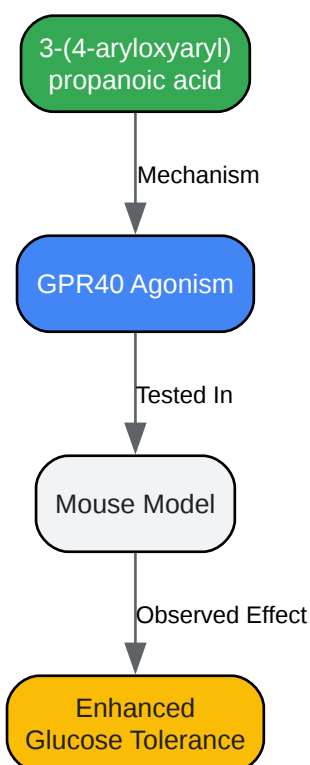 3-(4-aryloxyaryl)
propanoic acid
Mechanism
GPR40 Agonism
Tested In
Mouse Model
Observed Effect
Enhanced
Glucose Tolerance